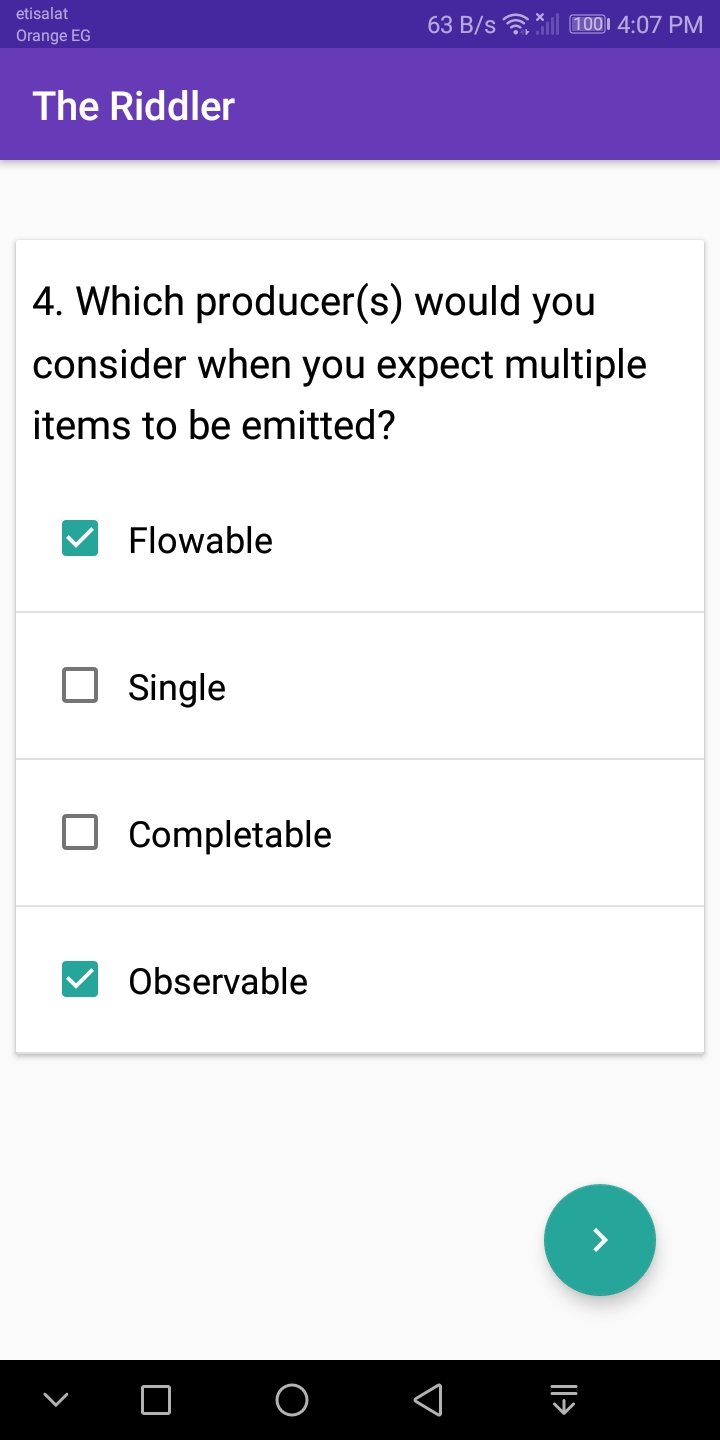 etisalat
Orange EG
63 B/s 100 4:07 PM
The Riddler
4. Which producer(s) would you
consider when you expect multiple
items to be emitted?
Flowable
Single
Completable
Observable